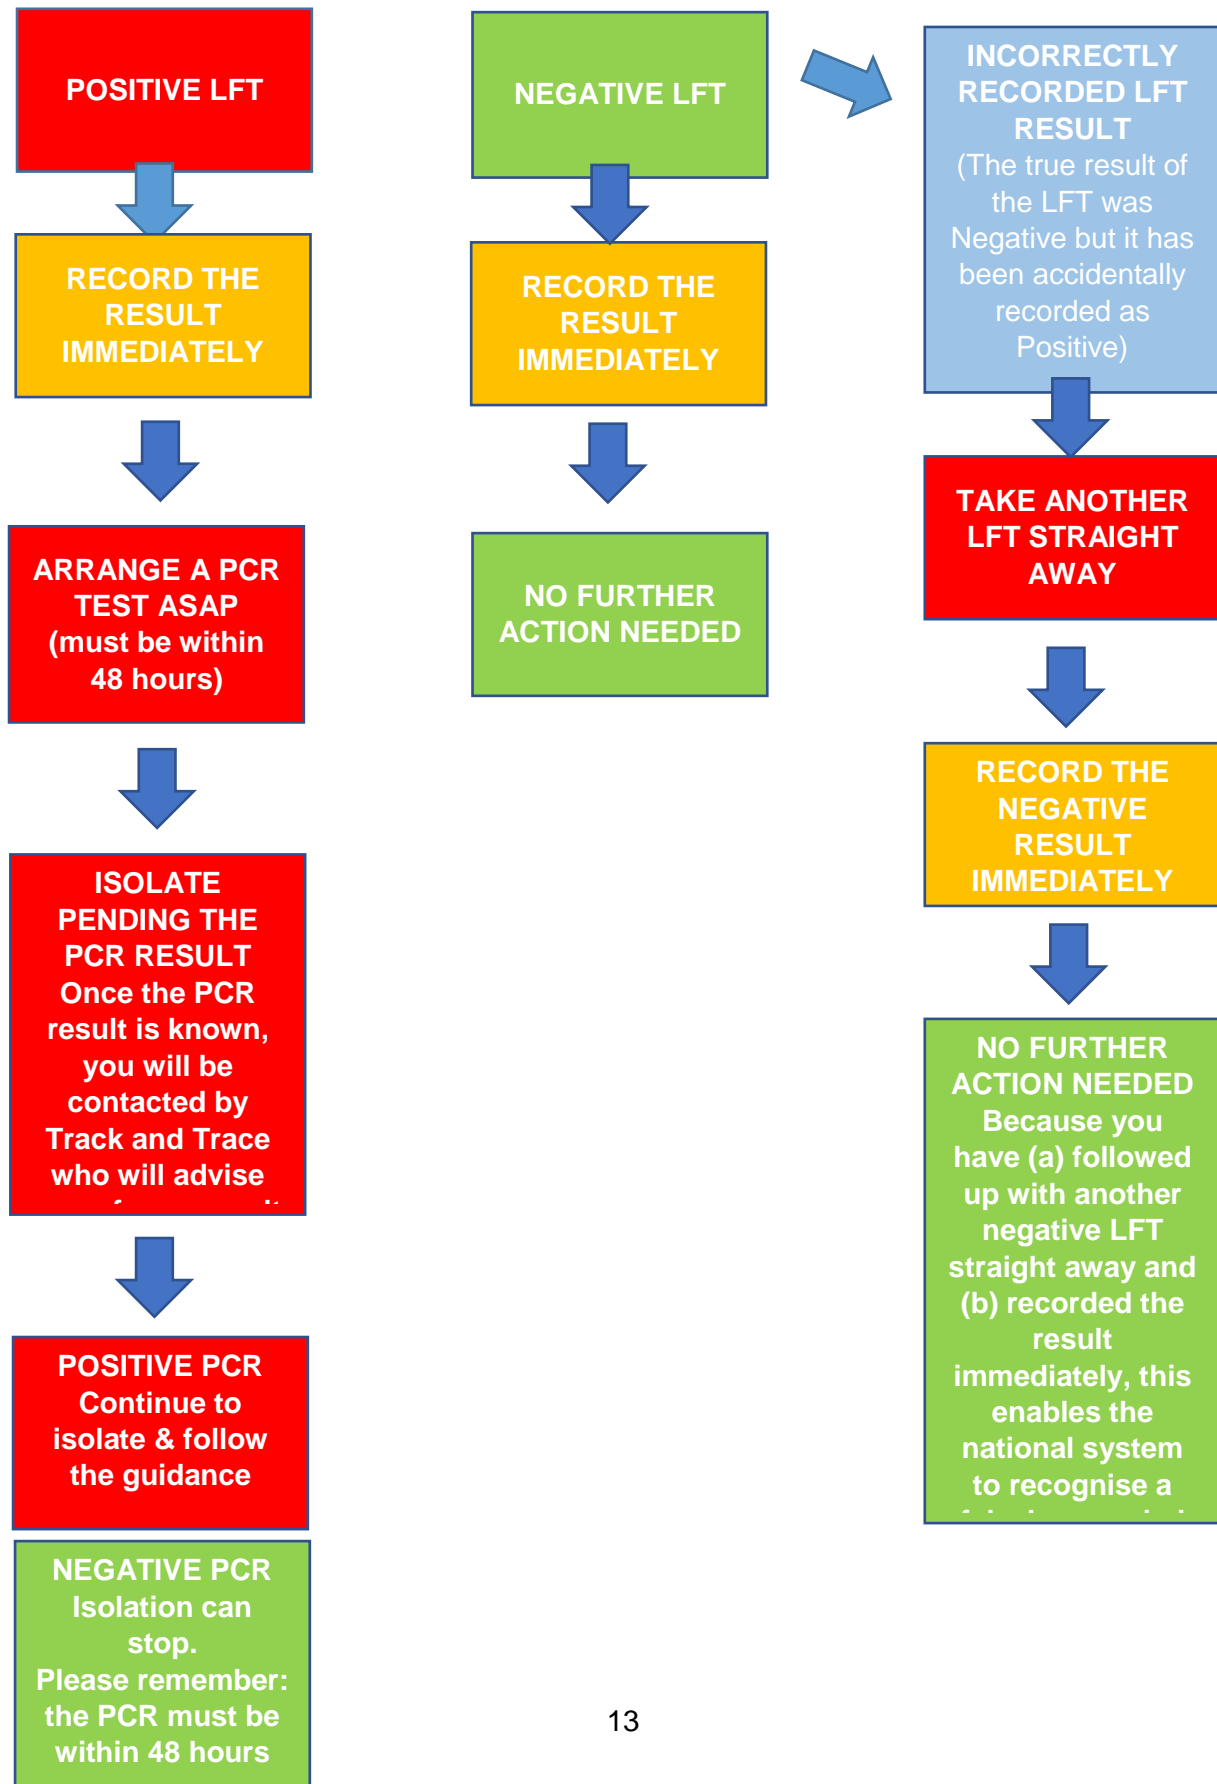 POSITIVE LFT
RECORD THE
RESULT
IMMEDIATELY
ARRANGE A PCR
TEST ASAP
(must be within
48 hours)
ISOLATE
PENDING THE
PCR RESULT
Once the PCR
result is known,
you will be
contacted by
Track and Trace
who will advise
POSITIVE PCR
Continue to
isolate & follow
the guidance
NEGATIVE PCR
Isolation can
stop.
Please remember:
the PCR must be
within 48 hours
NEGATIVE LFT
RECORD THE
RESULT
IMMEDIATELY
NO FURTHER
ACTION NEEDED
INCORRECTLY
RECORDED LFT
RESULT
(The true result of
the LFT was
Negative but it has
been accidentally
recorded as
Positive)
TAKE ANOTHER
LFT STRAIGHT
AWAY
RECORD THE
NEGATIVE
RESULT
IMMEDIATELY
NO FURTHER
ACTION NEEDED
Because you
have (a) followed
up with another
negative LFT
straight away and
(b) recorded the
result
immediately, this
enables the
national system
to recognise a
13